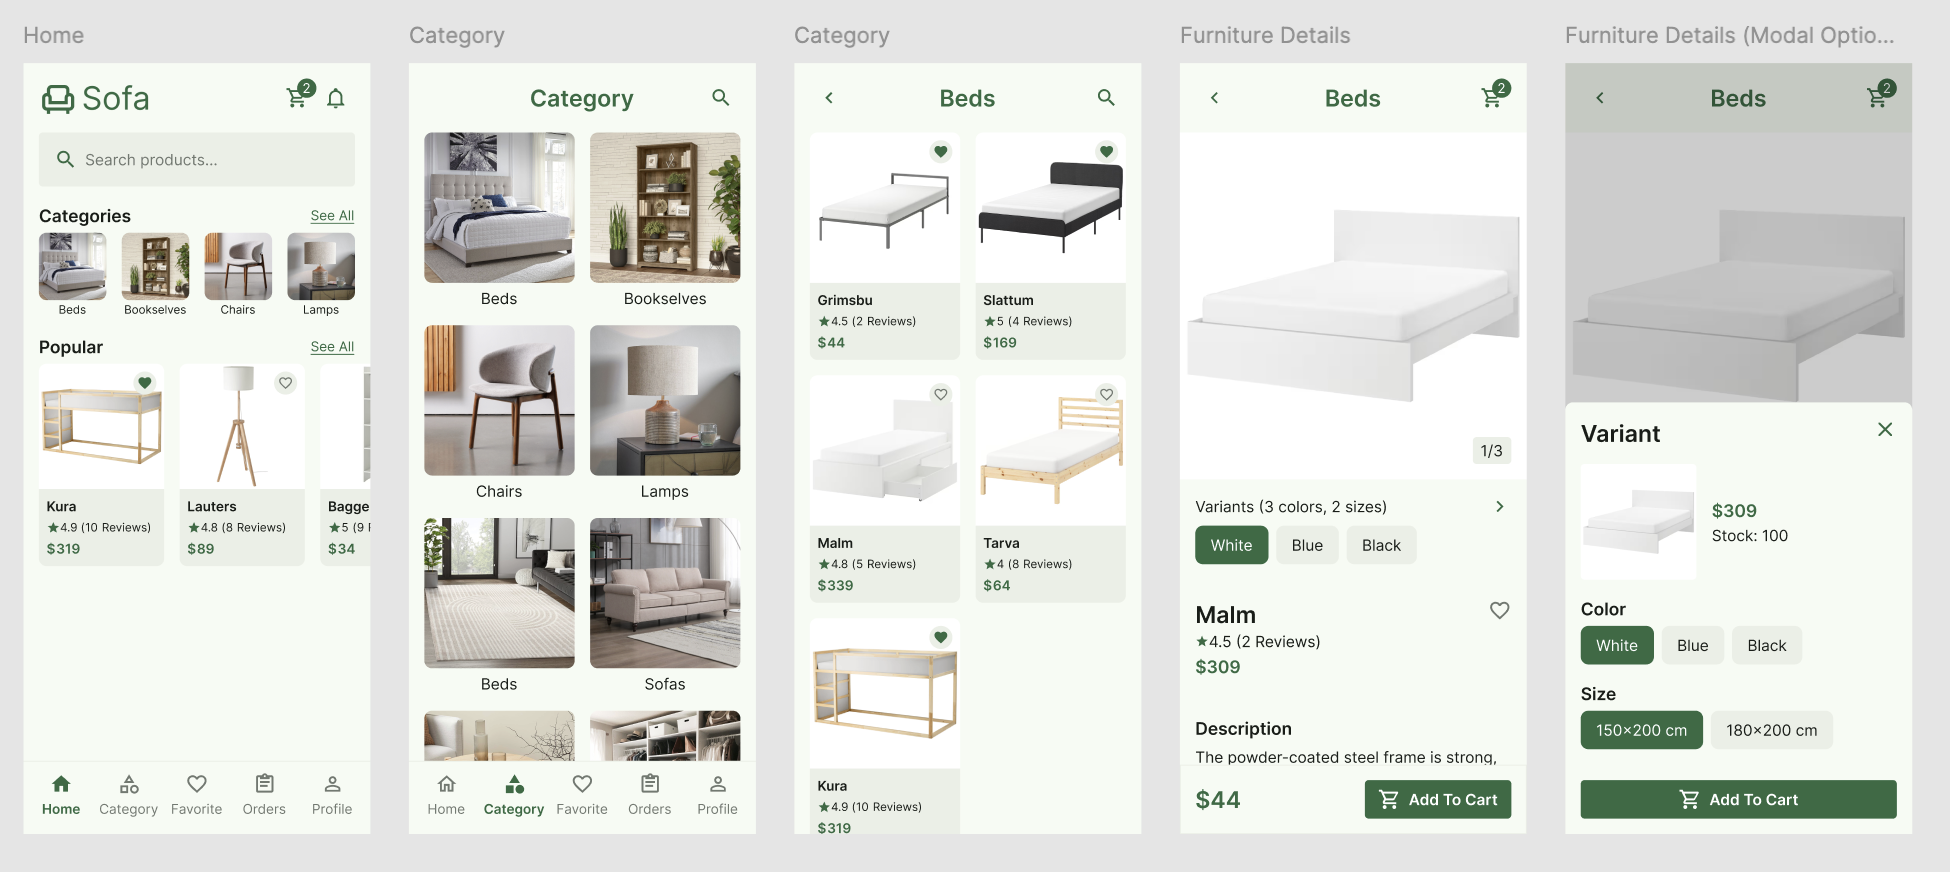 Home
Sofa
2
Search products...
Categories
See All
Beds
Bookselves
Chairs
Lamps
Popular
See All
Kura
4.9 (10 Reviews)
$319
Lauters
4.8 (8 Reviews)
$89
Bagge
5 (9 R
$34
Home
Category
Favorite
Orders
Profile
Category
Category
Beds
Bookselves
Chairs
Lamps
Beds
Sofas
Home
Category
Favorite
Orders
Profile
Category
Beds
Grimsbu
4.5 (2 Reviews)
$44
Slattum
5 (4 Reviews)
$169
Malm
4.8 (5 Reviews)
$339
Tarva
4 (8 Reviews)
$64
Kura
4.9 (10 Reviews)
$319
Furniture Details
Beds
2
1/3
Variants (3 colors, 2 sizes)
White
Blue
Black
Malm
4.5 (2 Reviews)
$309
Description
The powder-coated steel frame is strong,
$44
Add To Cart
Furniture Details (Modal Optio...
Beds
2
Variant
$309
Stock: 100
Color
White
Blue
Black
Size
150×200 cm
180×200 cm
Add To Cart